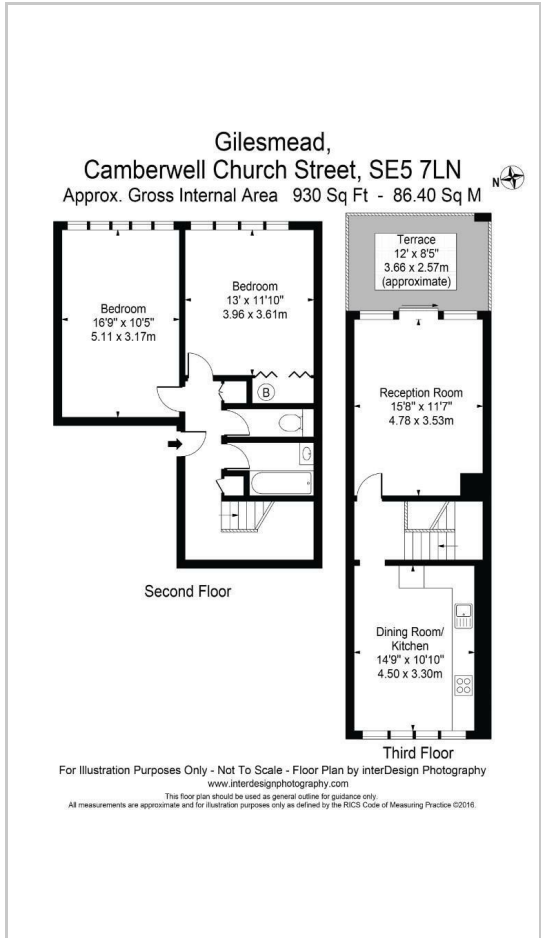 Gilesmead,
Camberwell Church Street, SE5 7LN
Approx. Gross Internal Area 930 Sq Ft - 86.40 Sq M
N
Terrace
12' x 8'5"
3.66 x 2.57m
(approximate)
Bedroom
13' x 11'10"
3.96 x 3.61m
Bedroom
16'9" x 10'5"
5.11 x 3.17m
B
Reception Room
15'8" x 11'7"
4.78 x 3.53m
Second Floor
Dining Room/
Kitchen
14'9" x 10'10"
4.50 x 3.30m
Third Floor
For Illustration Purposes Only - Not To Scale - Floor Plan by interDesign Photography
www.interdesignphotography.com
This floor plan should be used as general outline for guidance only.
All measurements are approximate and for illustration purposes only as defined by the RICS Code of Measuring Practice ©2016.